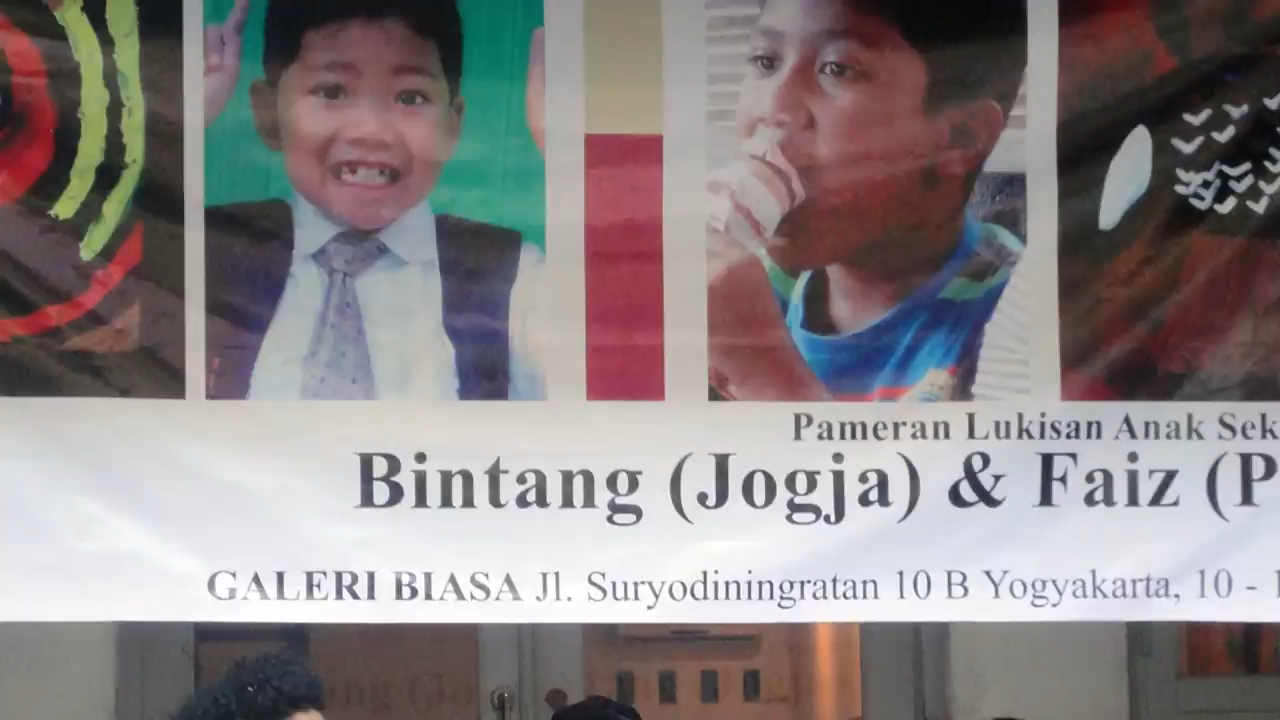 Pameran Lukisan Anak Sek
Bintang (Jogja) & Faiz (P
GALERI BIASA Jl. Suryodiningratan 10 B Yogyakarta, 10 -